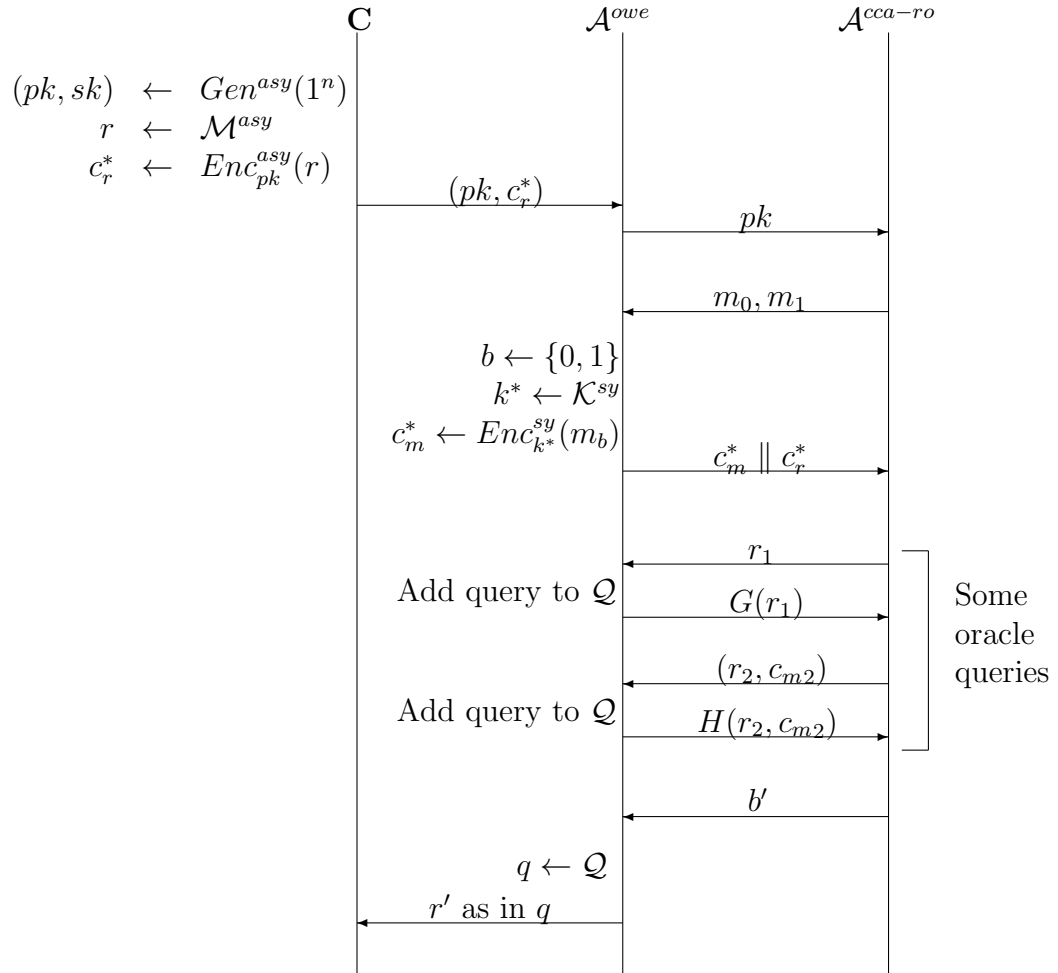 C 𝒜^{owe} 𝒜^{cca−ro}
(pk, sk) ← Gen^{asy}(1^n)
r ← ℳ^{asy}
c_r^* ← Enc_{pk}^{asy}(r)
(pk, c_r^*)
pk
m_0, m_1
b ← {0, 1}
k^* ← 𝒦^{sy}
c_m^* ← Enc_{k^*}^{sy}(m_b)
c_m^* ∥ c_r^*
r_1
Add query to 𝒬
G(r_1)
Some
oracle
queries
(r_2, c_{m2})
Add query to 𝒬
H(r_2, c_{m2})
b′
q ← 𝒬
r′ as in q